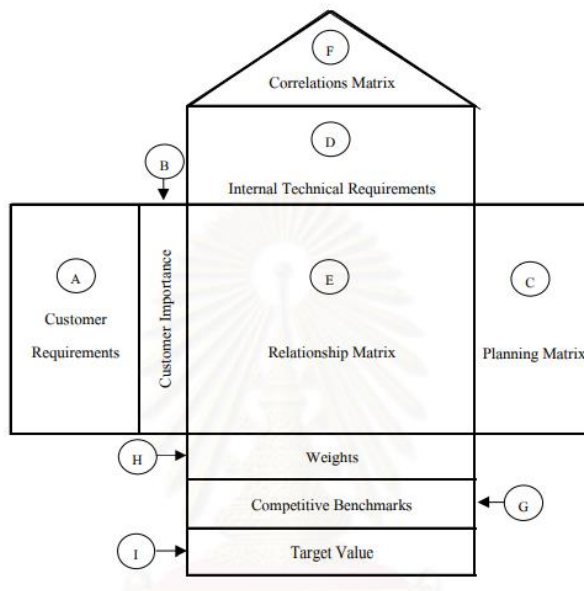 F
Correlations Matrix
D
Internal Technical Requirements
B
A
Customer
Requirements
Customer Importance
E
Relationship Matrix
C
Planning Matrix
H
Weights
Competitive Benchmarks
G
I
Target Value